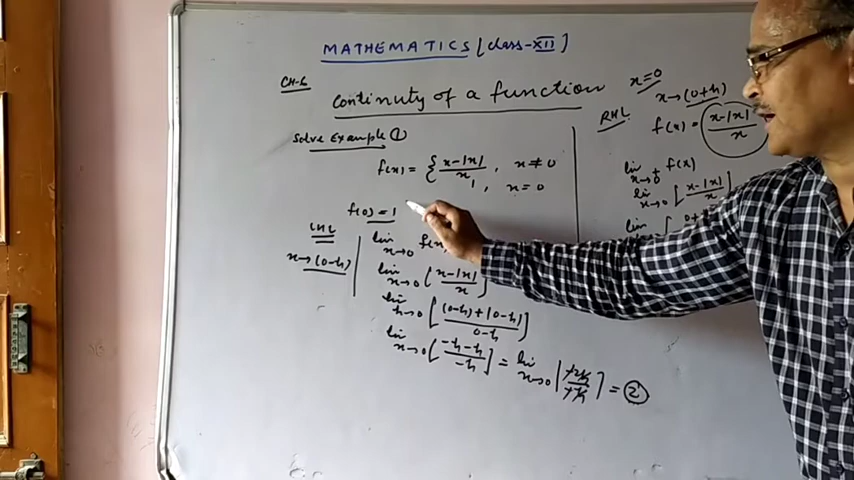 MATHEMATICS [class-XII]
CH-6
Continuity of a function
Solve Example ①
f(x) = { x-|x| / x , x ≠ 0
1 , x = 0
f(0) = 1
LHL
x→(0-h)
lim x→0 f(x)
lim x→0 [ x-|x| / x ]
lim h→0 [ (0-h)+|0-h| / 0-h ]
lim x→0 [ -h-h / -h ] = lim x→0 [ +2h / +h ] = ②
x=0
x→(0+h)
RHL
f(x) = x-|x| / x
lim x→0⁺ f(x)
lim x→0 [ x-|x| / x ]
lim